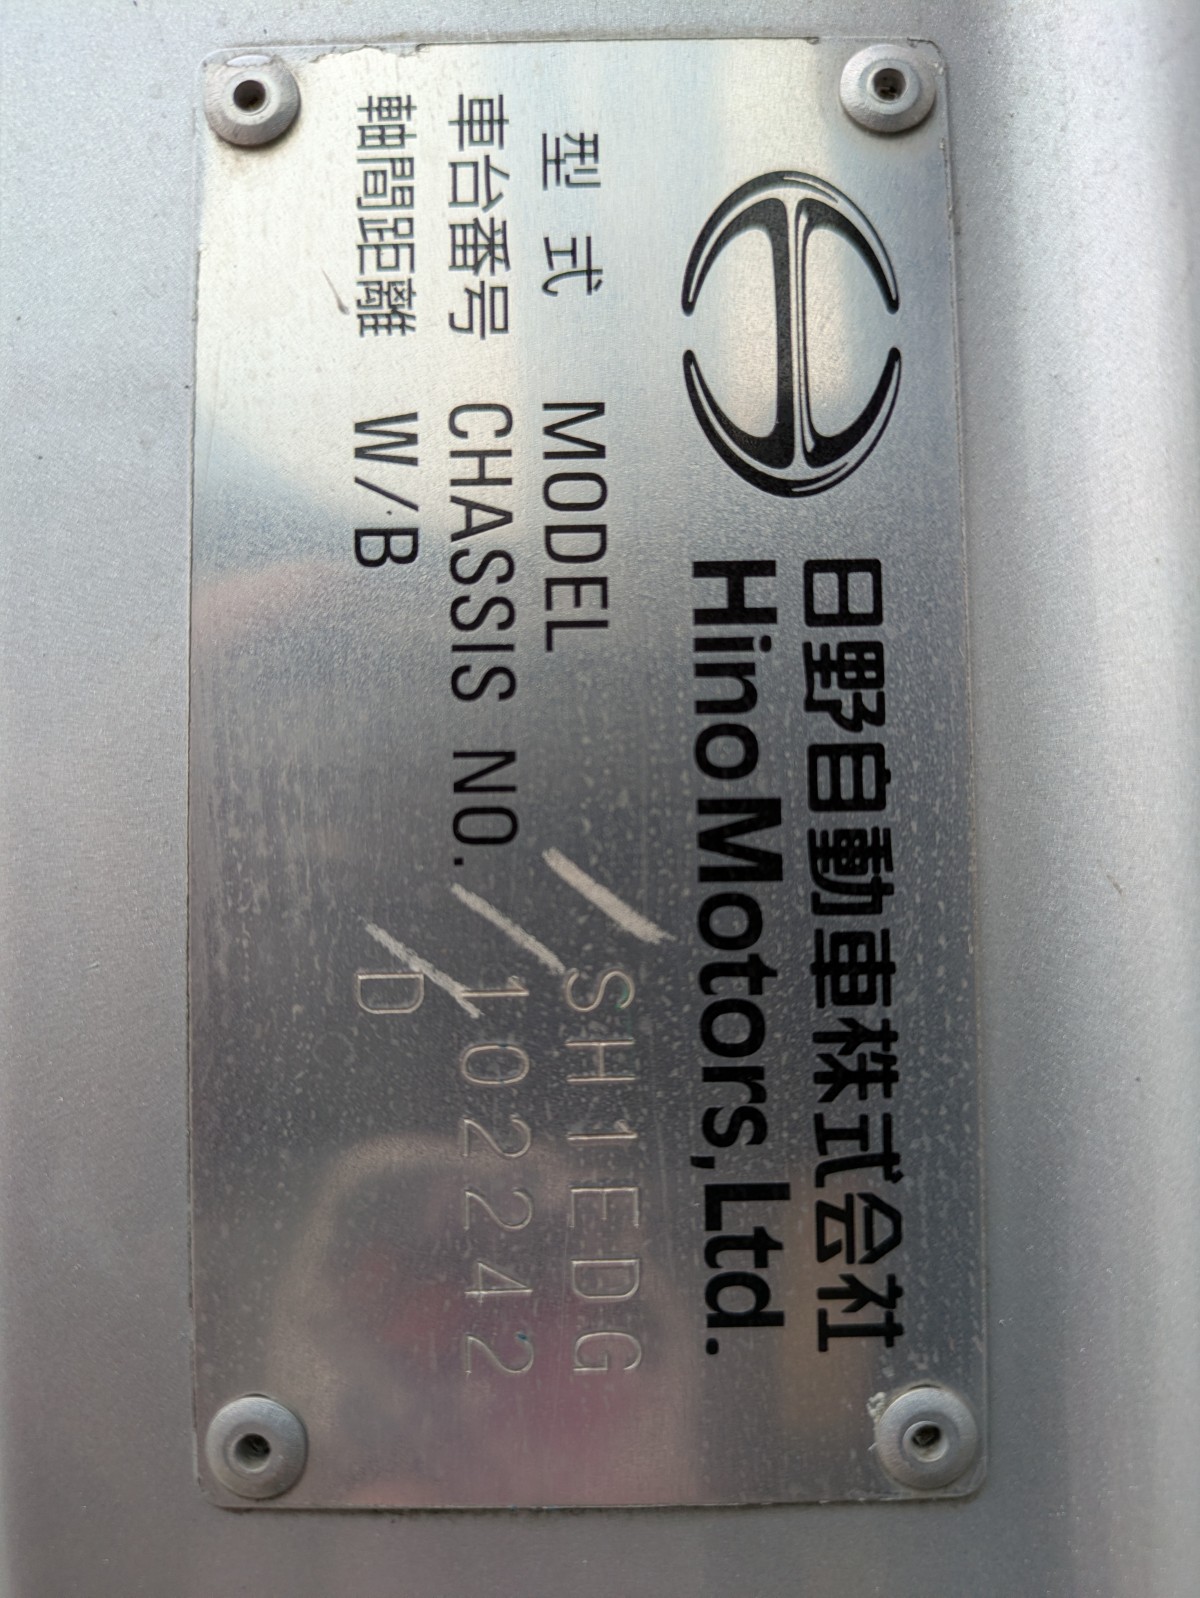 日野自動車株式会社
Hino Motors, Ltd.
型式 MODEL SH1EDG
車台番号 CHASSIS NO. 102242
軸間距離 W/B D